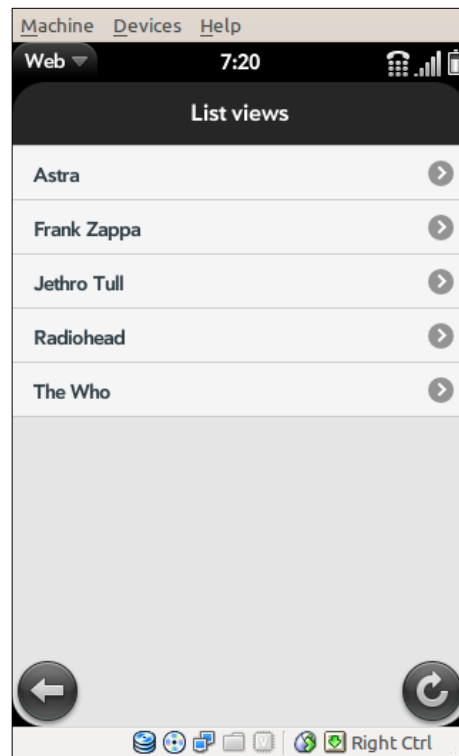 Machine Devices Help
Web 7:20
List views
Astra
Frank Zappa
Jethro Tull
Radiohead
The Who
Right Ctrl